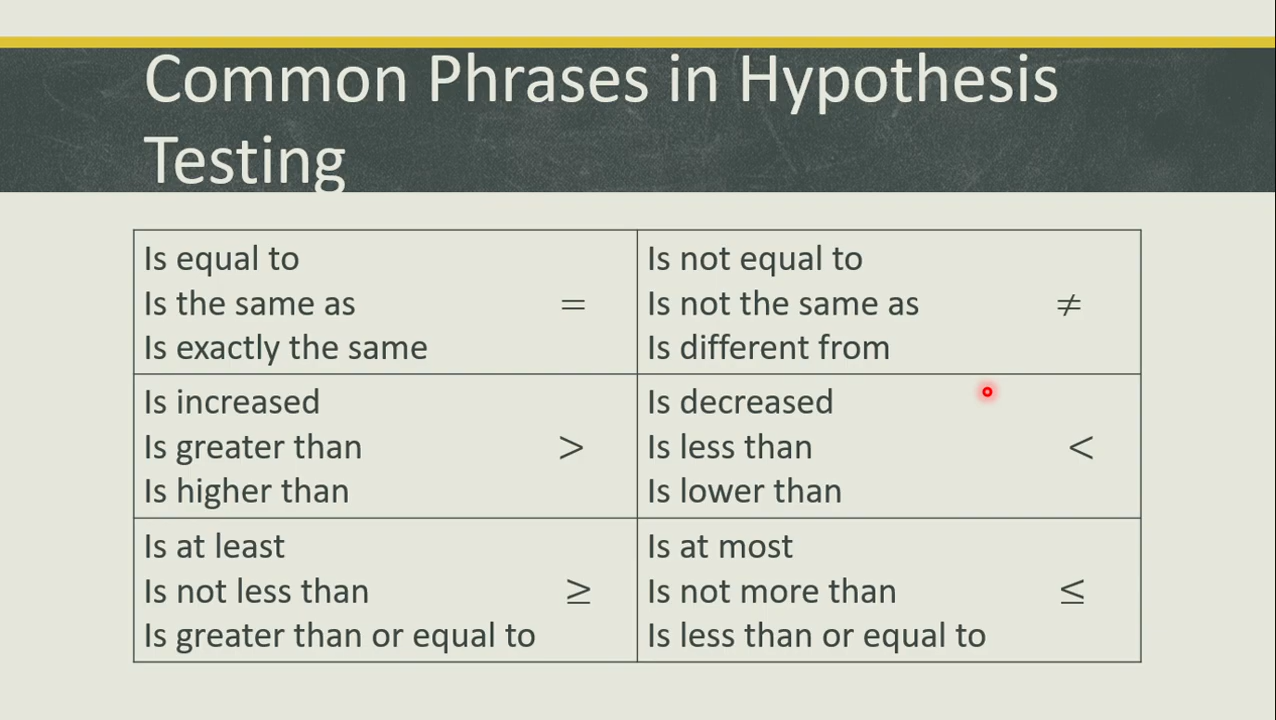 Common Phrases in Hypothesis
Testing
Is equal to
Is the same as =
Is exactly the same
Is not equal to
Is not the same as ≠
Is different from
Is increased
Is greater than >
Is higher than
Is decreased
Is less than <
Is lower than
Is at least
Is not less than ≥
Is greater than or equal to
Is at most
Is not more than ≤
Is less than or equal to